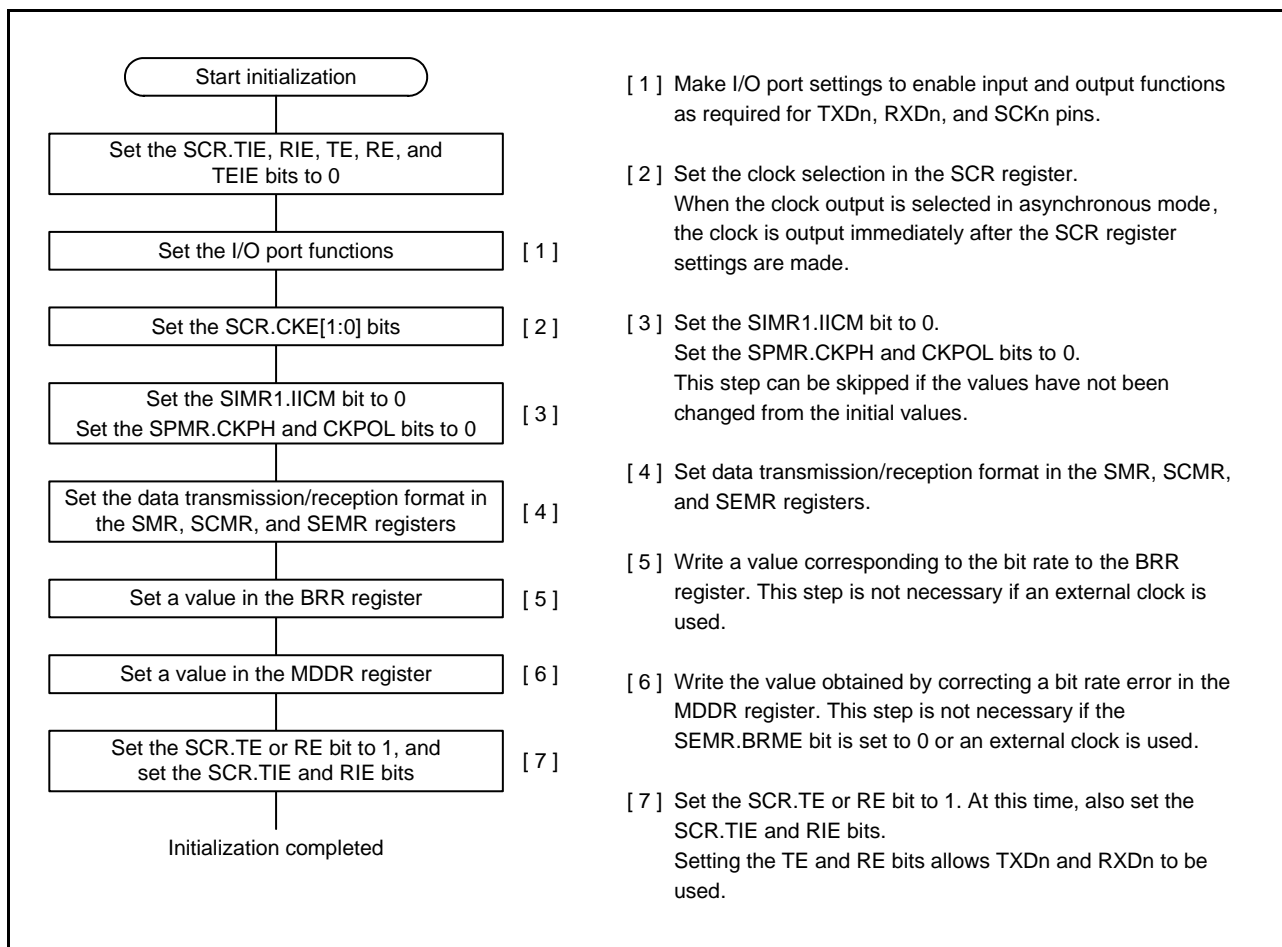 Start initialization
Set the SCR.TIE, RIE, TE, RE, and
TEIE bits to 0
Set the I/O port functions
[ 1 ]
Set the SCR.CKE[1:0] bits
[ 2 ]
Set the SIMR1.IICM bit to 0
Set the SPMR.CKPH and CKPOL bits to 0
[ 3 ]
Set the data transmission/reception format in
the SMR, SCMR, and SEMR registers
[ 4 ]
Set a value in the BRR register
[ 5 ]
Set a value in the MDDR register
[ 6 ]
Set the SCR.TE or RE bit to 1, and
set the SCR.TIE and RIE bits
[ 7 ]
Initialization completed
[ 1 ] Make I/O port settings to enable input and output functions
as required for TXDn, RXDn, and SCKn pins.
[ 2 ] Set the clock selection in the SCR register.
When the clock output is selected in asynchronous mode,
the clock is output immediately after the SCR register
settings are made.
[ 3 ] Set the SIMR1.IICM bit to 0.
Set the SPMR.CKPH and CKPOL bits to 0.
This step can be skipped if the values have not been
changed from the initial values.
[ 4 ] Set data transmission/reception format in the SMR, SCMR,
and SEMR registers.
[ 5 ] Write a value corresponding to the bit rate to the BRR
register. This step is not necessary if an external clock is
used.
[ 6 ] Write the value obtained by correcting a bit rate error in the
MDDR register. This step is not necessary if the
SEMR.BRME bit is set to 0 or an external clock is used.
[ 7 ] Set the SCR.TE or RE bit to 1. At this time, also set the
SCR.TIE and RIE bits.
Setting the TE and RE bits allows TXDn and RXDn to be
used.